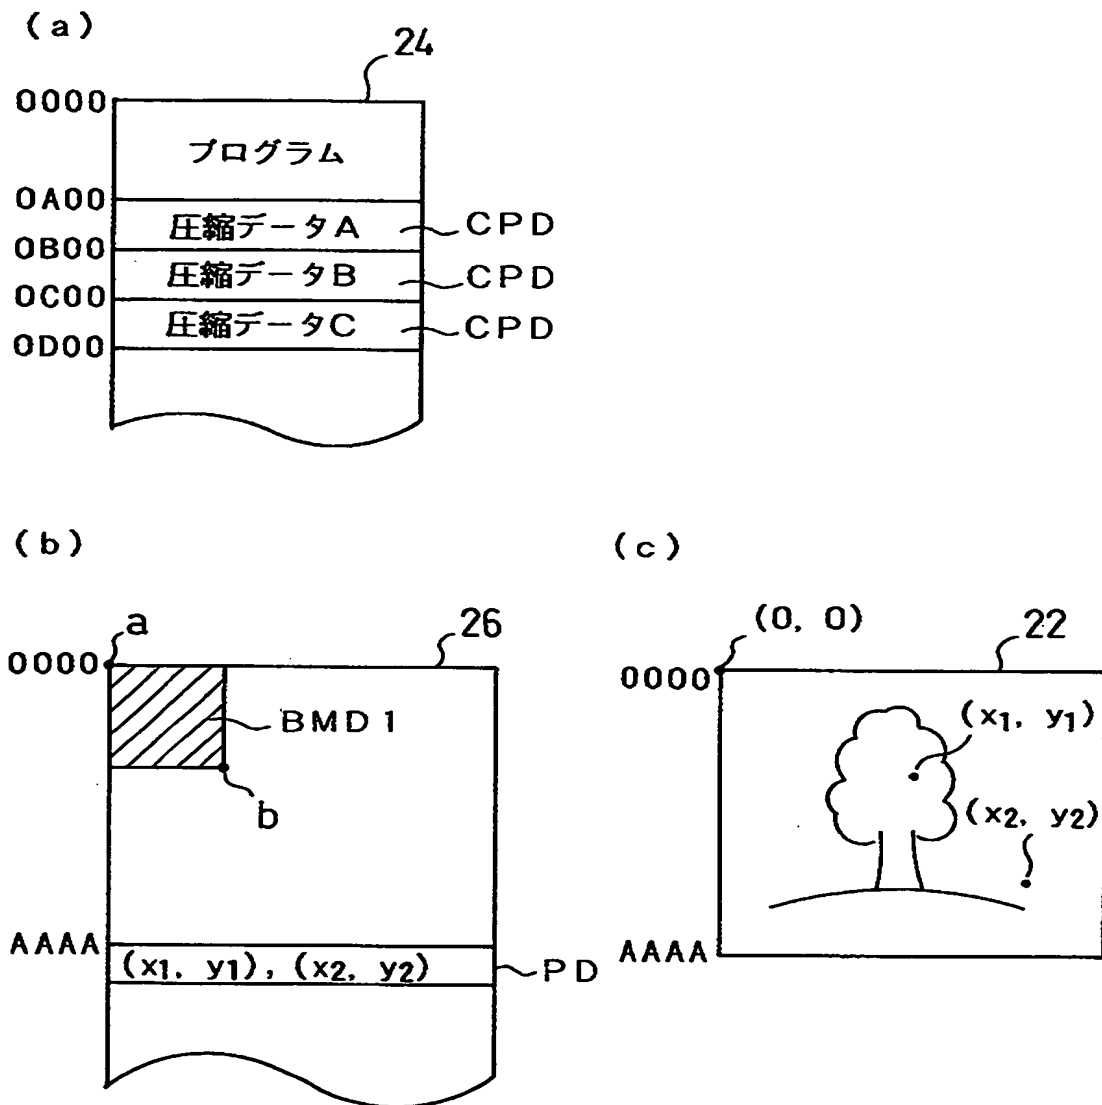 (a)
24
0000
プログラム
0A00
圧縮データA CPD
0B00
圧縮データB CPD
0C00
圧縮データC CPD
0D00
(b)
a
26
0000
BMD1
b
AAAA
(x1, y1), (x2, y2) PD
(c)
(0, 0)
22
0000
(x1, y1)
(x2, y2)
AAAA